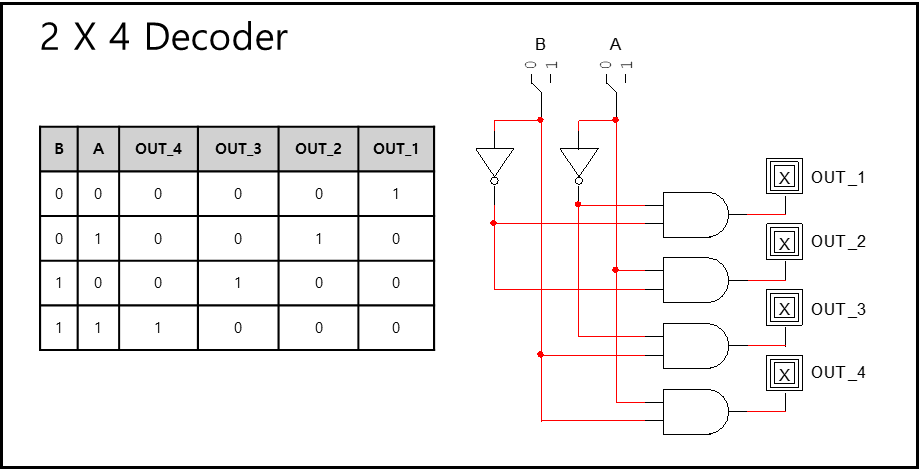 2 X 4 Decoder
B A
0 1 0 1
B A OUT_4 OUT_3 OUT_2 OUT_1
0 0 0 0 0 1
0 1 0 0 1 0
1 0 0 1 0 0
1 1 1 0 0 0
X OUT_1
X OUT_2
X OUT_3
X OUT_4